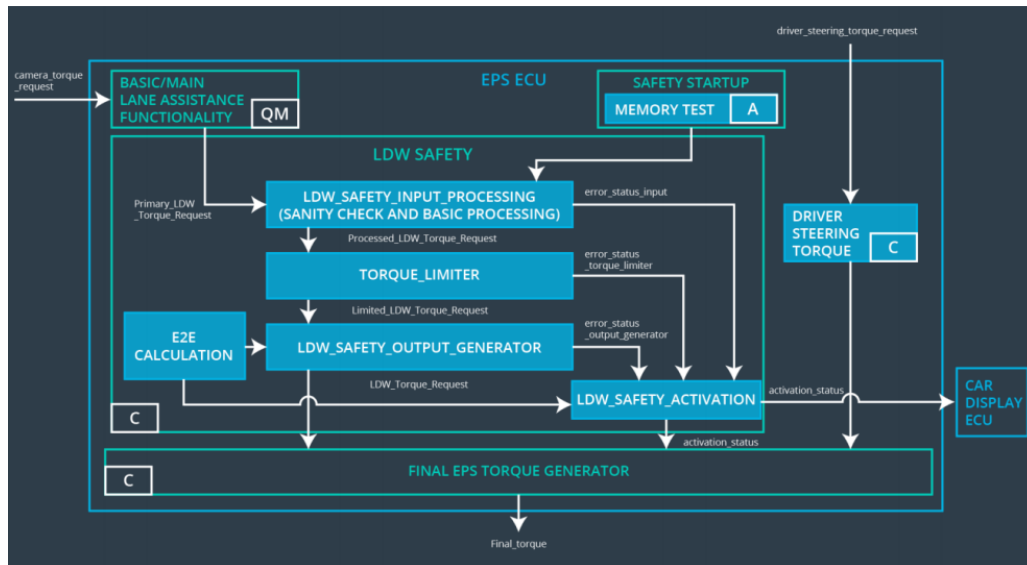 driver_steering_torque_request
camera_torque
_request
EPS ECU
BASIC/MAIN
LANE ASSISTANCE
FUNCTIONALITY
QM
SAFETY STARTUP
MEMORY TEST
A
LDW SAFETY
Primary_LDW
_Torque_Request
LDW_SAFETY_INPUT_PROCESSING
(SANITY CHECK AND BASIC PROCESSING)
error_status_input
DRIVER
STEERING
TORQUE
C
Processed_LDW_Torque_Request
TORQUE_LIMITER
error_status
_torque_limiter
Limited_LDW_Torque_Request
E2E
CALCULATION
LDW_SAFETY_OUTPUT_GENERATOR
error_status
_output_generator
LDW_Torque_Request
LDW_SAFETY_ACTIVATION
activation_status
CAR
DISPLAY
ECU
C
activation_status
FINAL EPS TORQUE GENERATOR
C
Final_torque